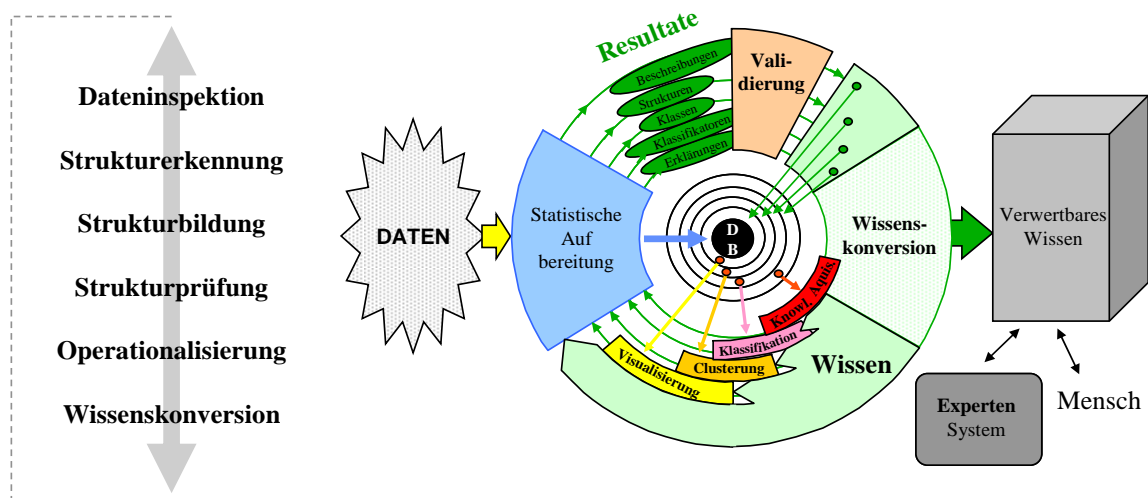 Dateninspektion
Strukturerkennung
Strukturbildung
Strukturprüfung
Operationalisierung
Wissenskonversion
DATEN
Statistische
Auf
bereitung
Resultate
Beschreibungen
Strukturen
Klassen
Klassifikatoren
Erklärungen
Vali-
dierung
D
B
Wissens-
konversion
Knowl. Aquis.
Klassifikation
Clusterung
Visualisierung
Wissen
Verwertbares
Wissen
Experten
System
Mensch